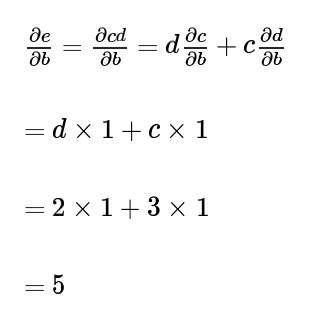 ∂e/∂b = ∂cd/∂b = d ∂c/∂b + c ∂d/∂b
= d × 1 + c × 1
= 2 × 1 + 3 × 1
= 5